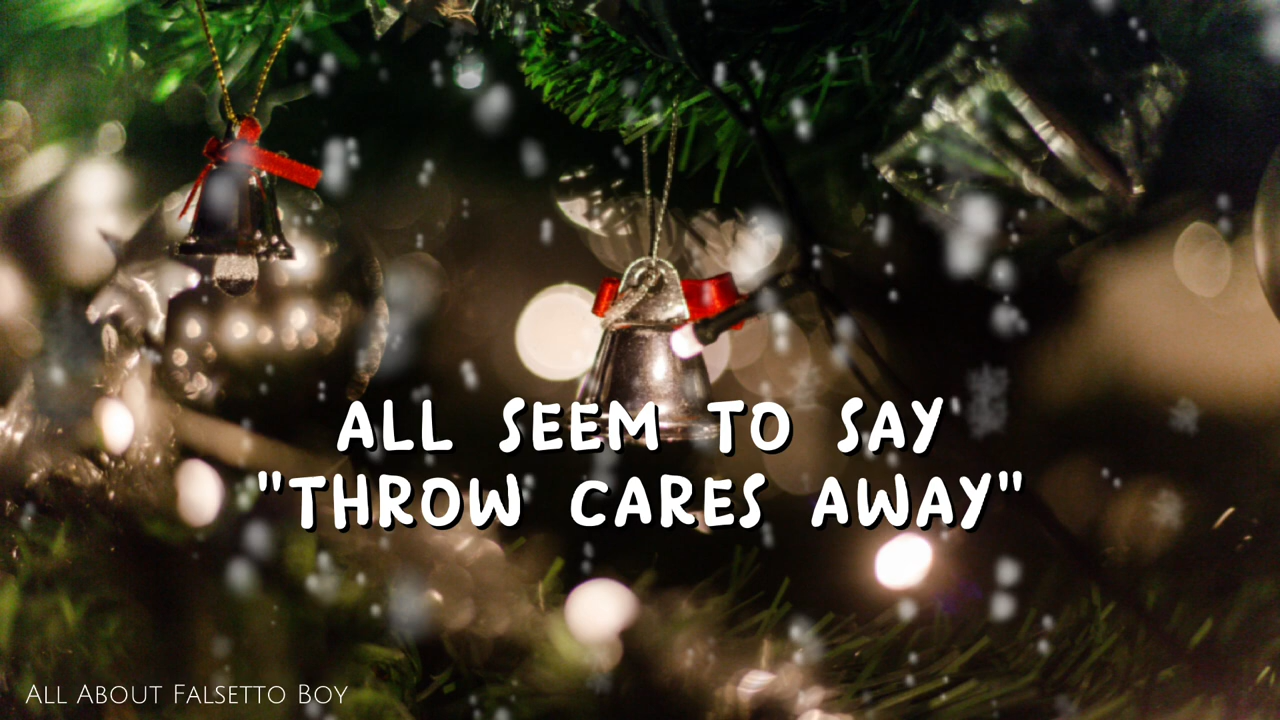 ALL SEEM TO SAY
"THROW CARES AWAY"
ALL ABOUT FALSETTO BOY